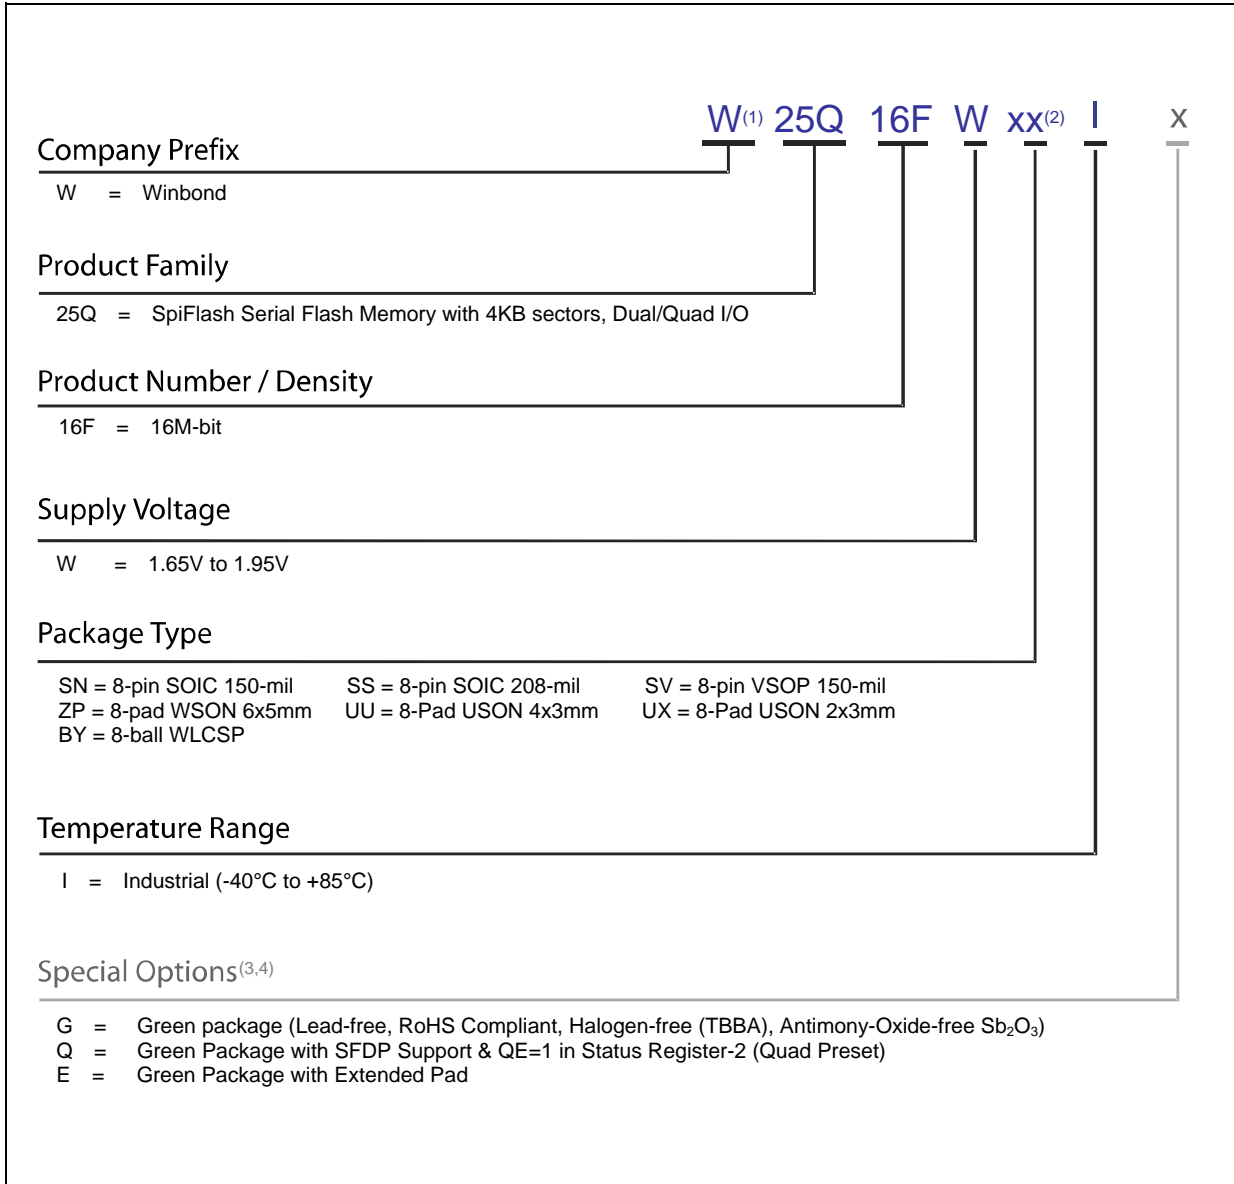 W(1) 25Q 16F W xx(2) I x
Company Prefix
W = Winbond
Product Family
25Q = SpiFlash Serial Flash Memory with 4KB sectors, Dual/Quad I/O
Product Number / Density
16F = 16M-bit
Supply Voltage
W = 1.65V to 1.95V
Package Type
SN = 8-pin SOIC 150-mil SS = 8-pin SOIC 208-mil SV = 8-pin VSOP 150-mil
ZP = 8-pad WSON 6x5mm UU = 8-Pad USON 4x3mm UX = 8-Pad USON 2x3mm
BY = 8-ball WLCSP
Temperature Range
I = Industrial (-40°C to +85°C)
Special Options(3,4)
G = Green package (Lead-free, RoHS Compliant, Halogen-free (TBBA), Antimony-Oxide-free Sb₂O₃)
Q = Green Package with SFDP Support & QE=1 in Status Register-2 (Quad Preset)
E = Green Package with Extended Pad